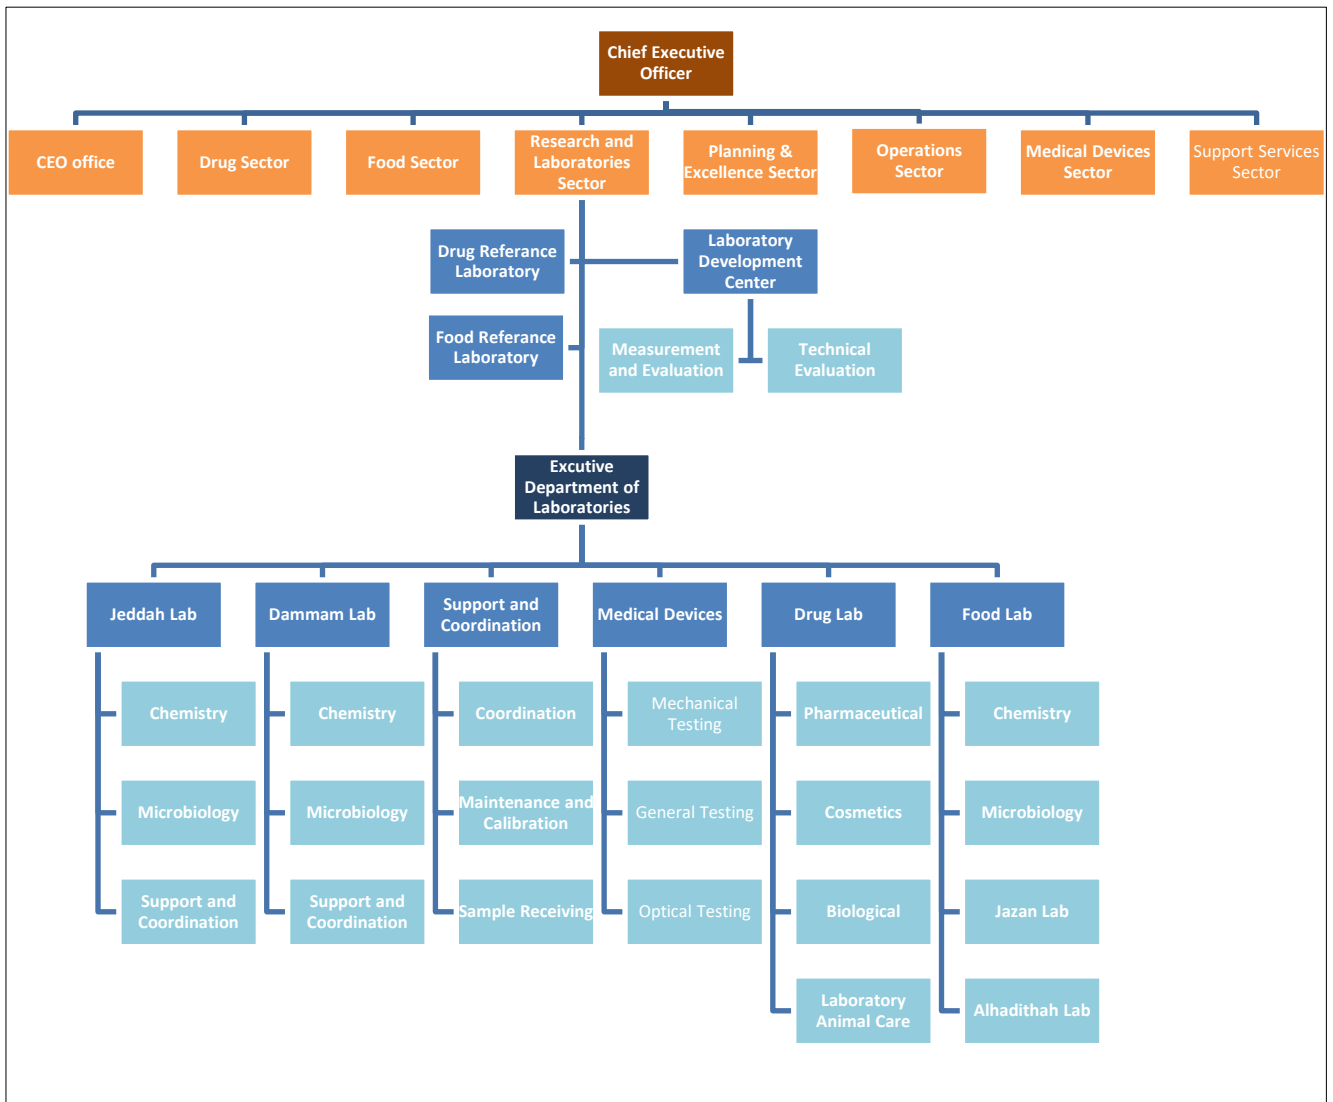 Chief Executive
Officer
CEO office
Drug Sector
Food Sector
Research and
Laboratories
Sector
Planning &
Excellence Sector
Operations
Sector
Medical Devices
Sector
Support Services
Sector
Drug Referance
Laboratory
Laboratory
Development
Center
Food Referance
Laboratory
Measurement
and Evaluation
Technical
Evaluation
Excutive
Department of
Laboratories
Jeddah Lab
Dammam Lab
Support and
Coordination
Medical Devices
Drug Lab
Food Lab
Chemistry
Chemistry
Coordination
Mechanical
Testing
Pharmaceutical
Chemistry
Microbiology
Microbiology
Maintenance and
Calibration
General Testing
Cosmetics
Microbiology
Support and
Coordination
Support and
Coordination
Sample Receiving
Optical Testing
Biological
Jazan Lab
Laboratory
Animal Care
Alhadithah Lab